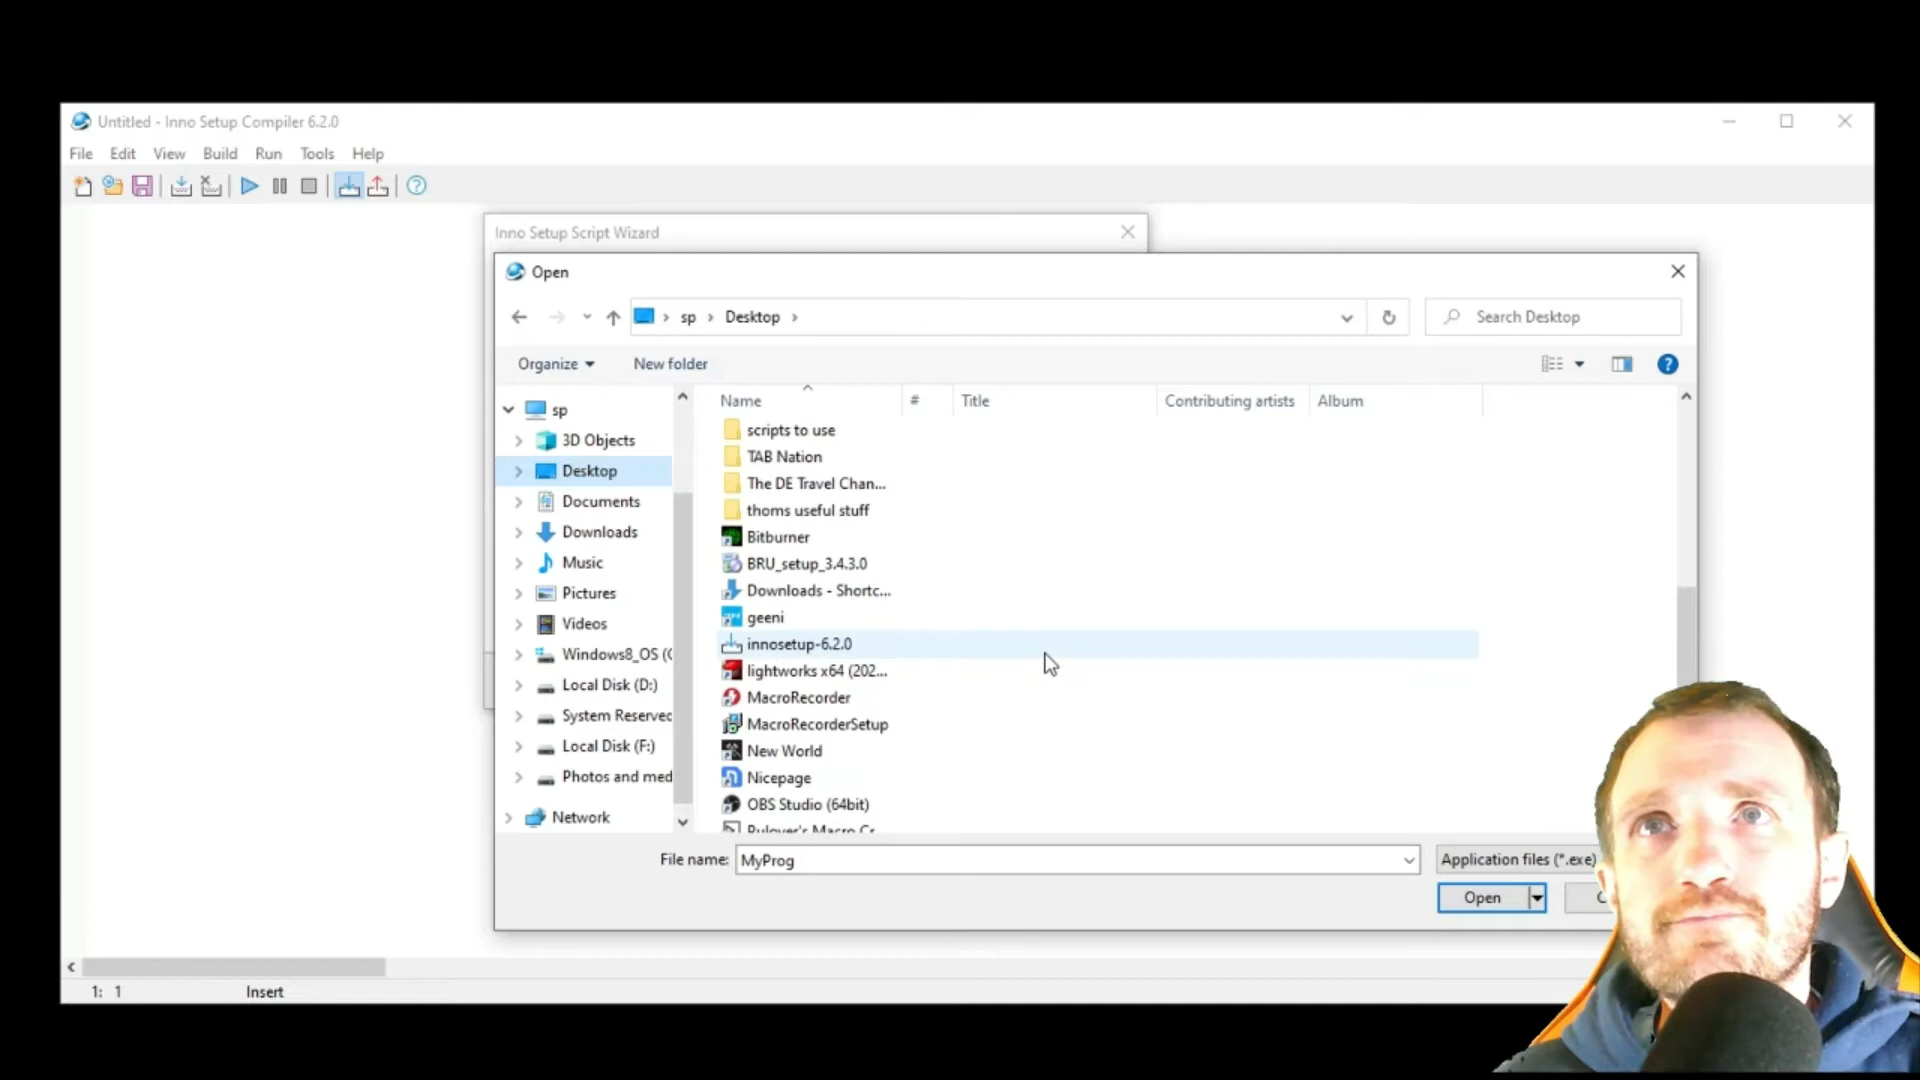 Untitled - Inno Setup Compiler 6.2.0
File Edit View Build Run Tools Help
Inno Setup Script Wizard
Open
sp Desktop
Search Desktop
Organize New folder
Name # Title Contributing artists Album
sp
3D Objects
Desktop
Documents
Downloads
Music
Pictures
Videos
Windows8_OS (
Local Disk (D:)
System Reserved
Local Disk (F:)
Photos and med
Network
scripts to use
TAB Nation
The DE Travel Chan...
thoms useful stuff
Bitburner
BRU_setup_3.4.3.0
Downloads - Shortc...
geeni
innosetup-6.2.0
lightworks x64 (202...
MacroRecorder
MacroRecorderSetup
New World
Nicepage
OBS Studio (64bit)
Pulover's Macro Cr
File name: MyProg
Application files (*.exe)
Open
1: 1 Insert